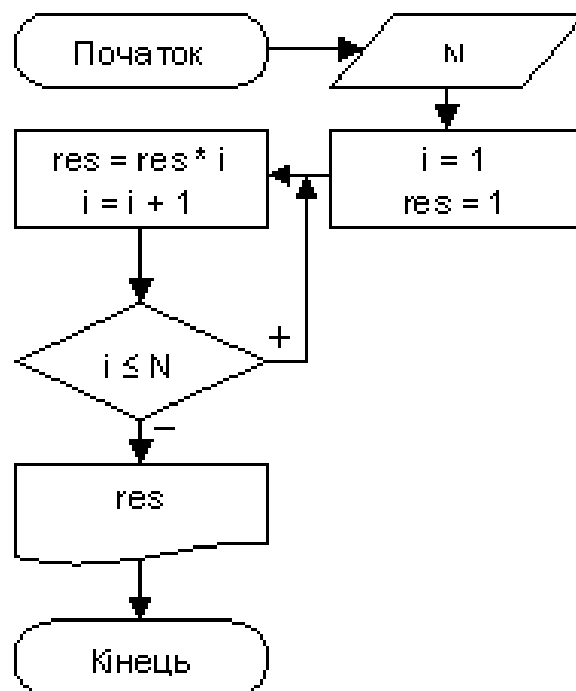 Початок
N
i = 1
res = 1
res = res * i
i = i + 1
i ≤ N
+
−
res
Кінець